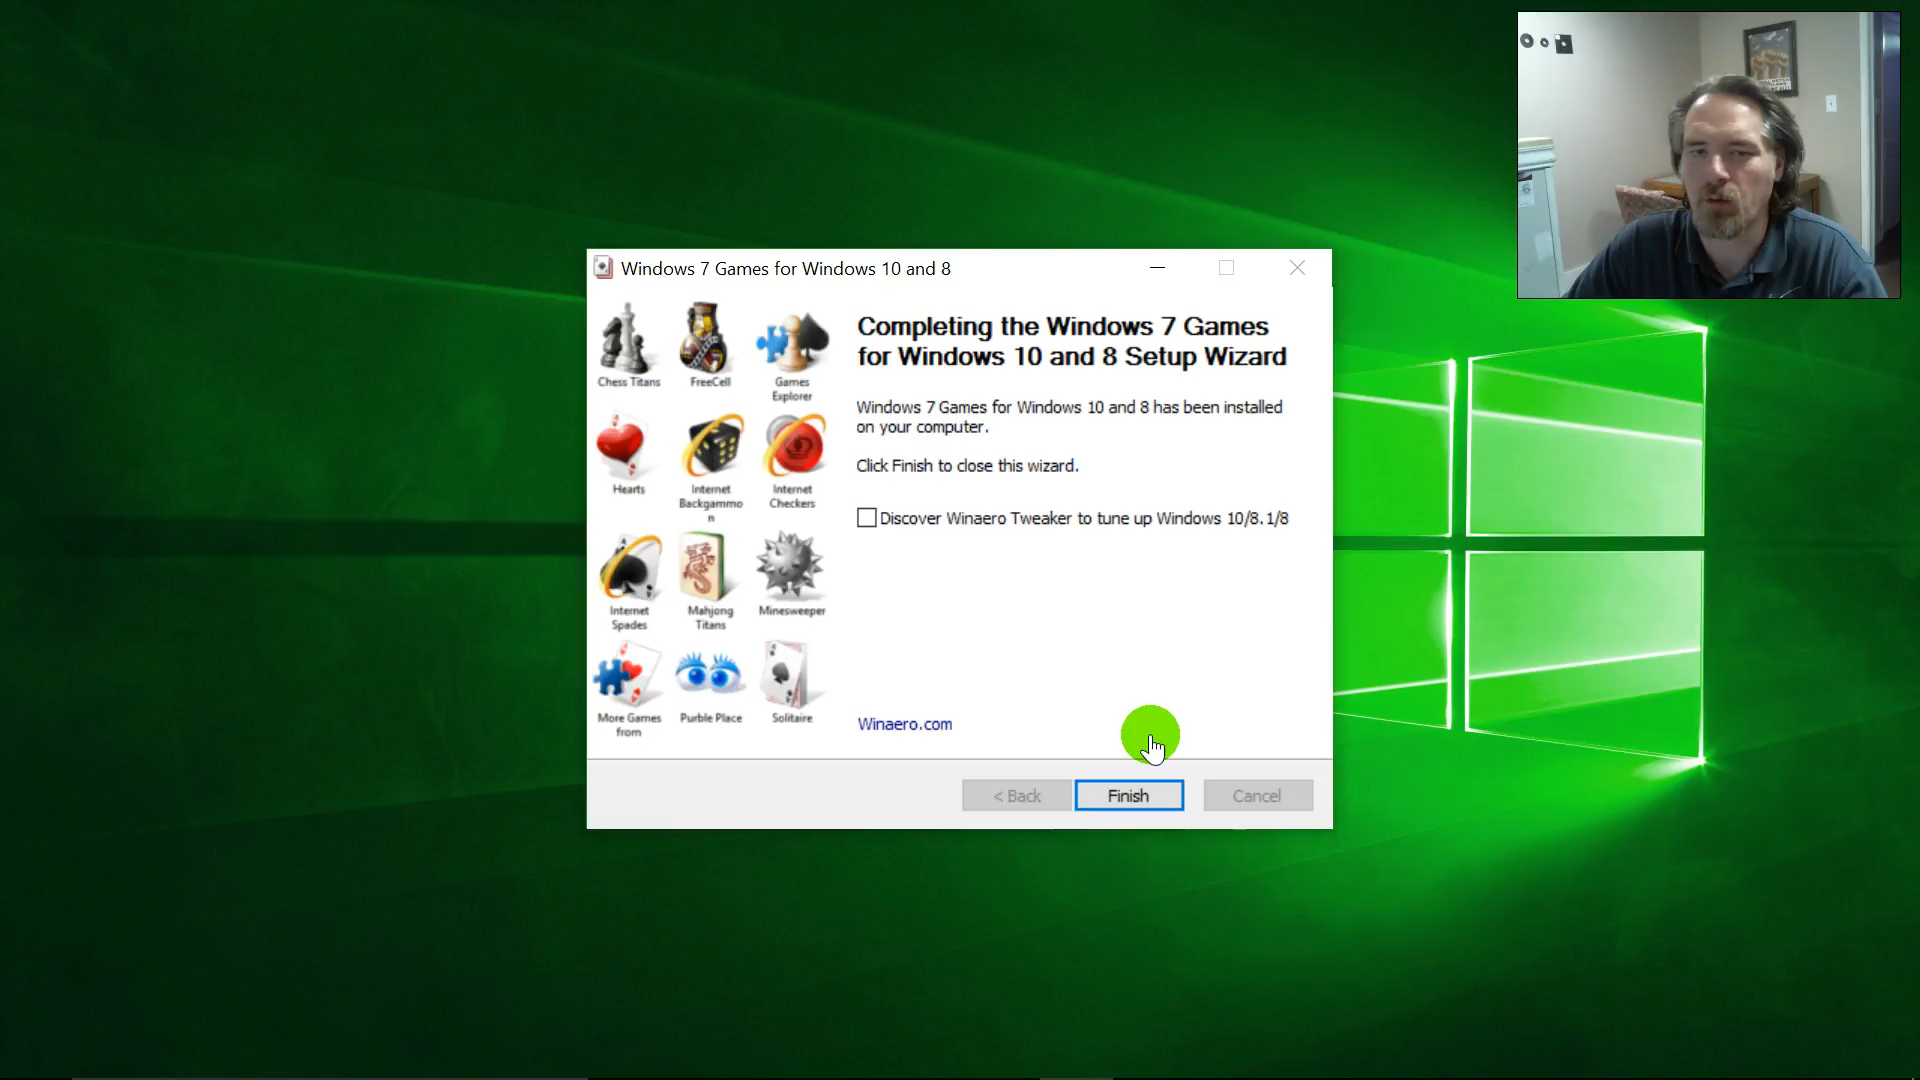 Windows 7 Games for Windows 10 and 8
Chess Titans
FreeCell
Games
Explorer
Hearts
Internet
Backgammo
n
Internet
Checkers
Internet
Spades
Mahjong
Titans
Minesweeper
More Games
from
Purble Place
Solitaire
Completing the Windows 7 Games
for Windows 10 and 8 Setup Wizard
Windows 7 Games for Windows 10 and 8 has been installed
on your computer.
Click Finish to close this wizard.
Discover Winaero Tweaker to tune up Windows 10/8.1/8
Winaero.com
< Back
Finish
Cancel